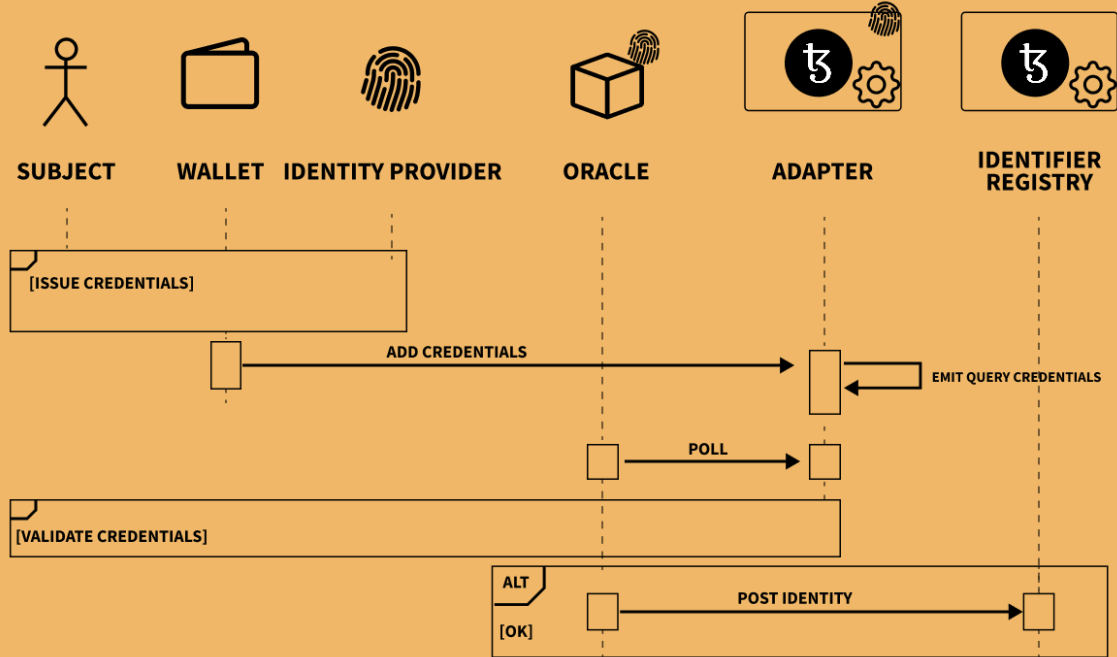 SUBJECT
WALLET
IDENTITY PROVIDER
ORACLE
ADAPTER
IDENTIFIER
REGISTRY
[ISSUE CREDENTIALS]
ADD CREDENTIALS
EMIT QUERY CREDENTIALS
POLL
[VALIDATE CREDENTIALS]
ALT
POST IDENTITY
[OK]